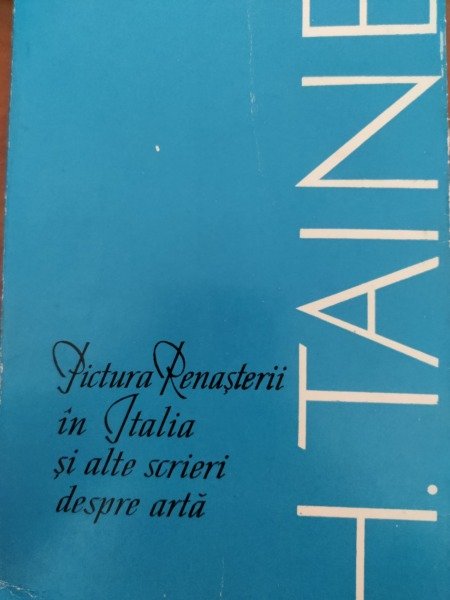 H. TAINE
Pictura Renașterii
în Italia
și alte scrieri
despre artă